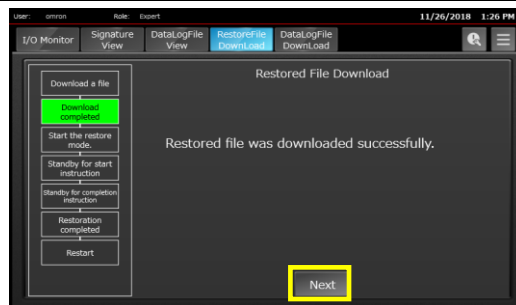 User: omron Role: Expert 11/26/2018 1:26 PM
I/O Monitor
Signature
View
DataLogFile
View
RestoreFile
DownLoad
DataLogFile
DownLoad
Restored File Download
Download a file
Download
completed
Start the restore
mode.
Standby for start
instruction
Standby for completion
instruction
Restoration
completed
Restart
Restored file was downloaded successfully.
Next